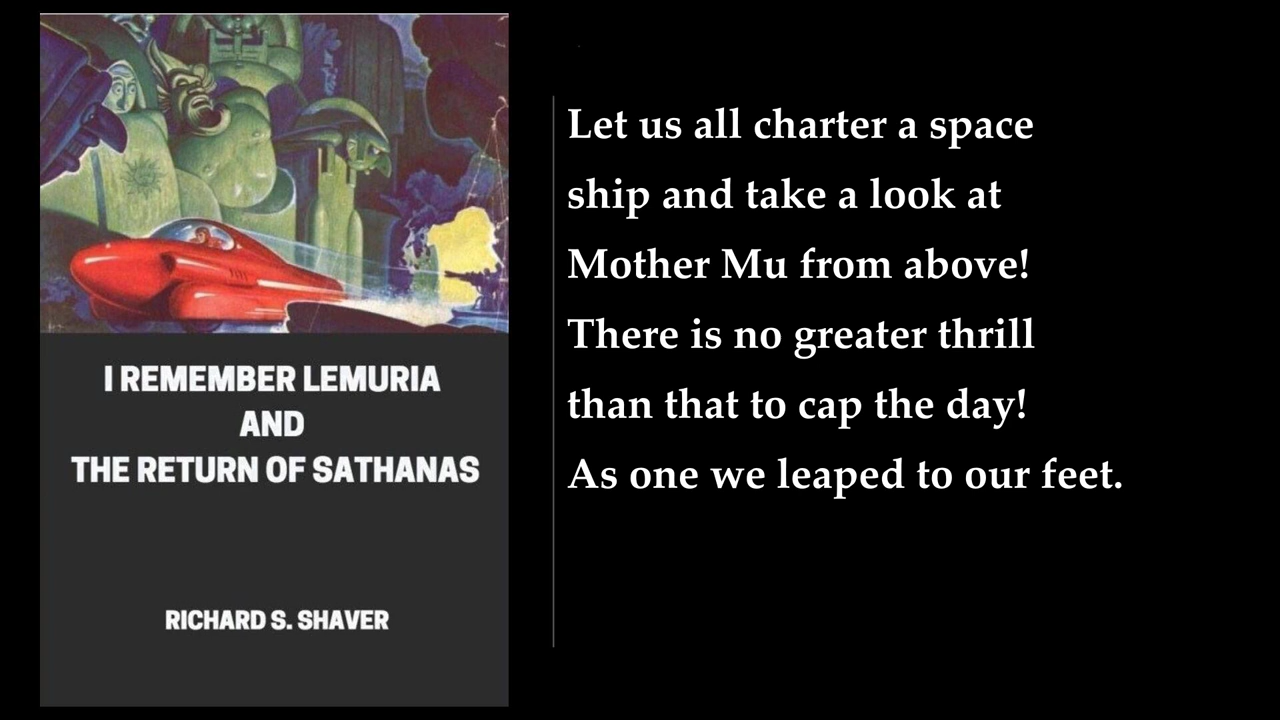 I REMEMBER LEMURIA
AND
THE RETURN OF SATHANAS
RICHARD S. SHAVER
Let us all charter a space
ship and take a look at
Mother Mu from above!
There is no greater thrill
than that to cap the day!
As one we leaped to our feet.